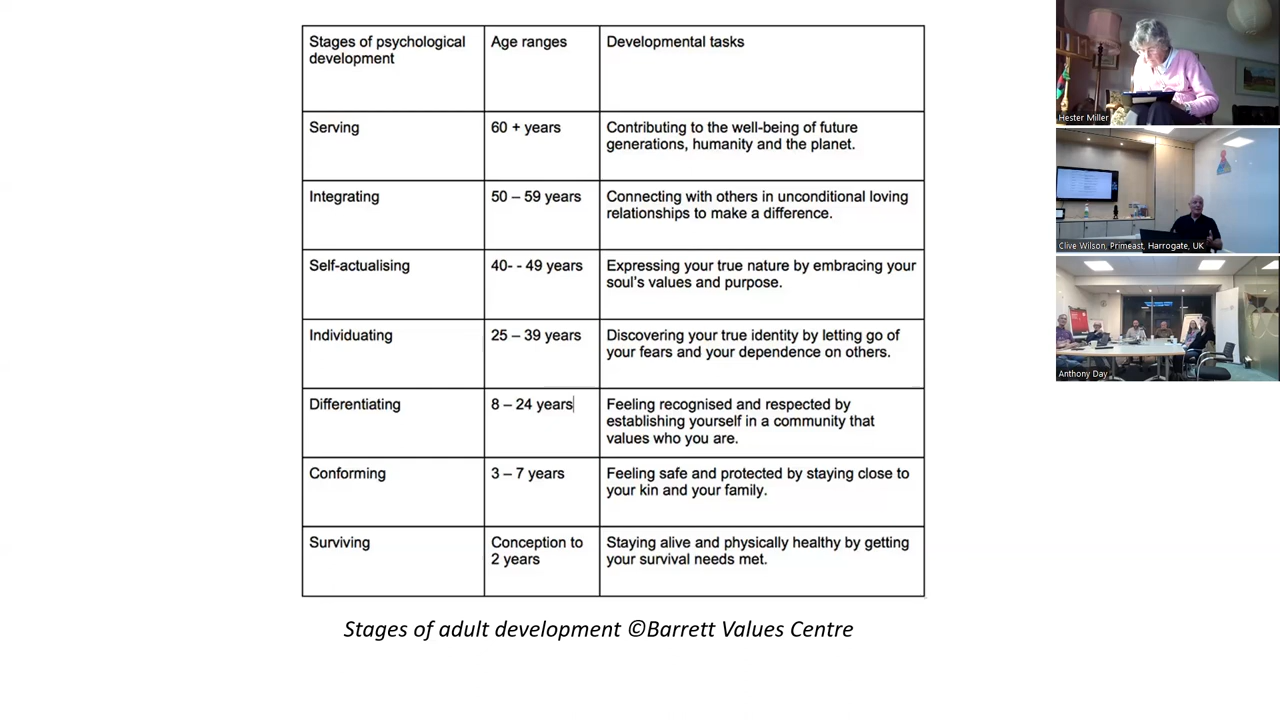 Stages of psychological
development
Age ranges
Developmental tasks
Serving
60 + years
Contributing to the well-being of future
generations, humanity and the planet.
Integrating
50 – 59 years
Connecting with others in unconditional loving
relationships to make a difference.
Self-actualising
40- - 49 years
Expressing your true nature by embracing your
soul's values and purpose.
Individuating
25 – 39 years
Discovering your true identity by letting go of
your fears and your dependence on others.
Differentiating
8 – 24 years
Feeling recognised and respected by
establishing yourself in a community that
values who you are.
Conforming
3 – 7 years
Feeling safe and protected by staying close to
your kin and your family.
Surviving
Conception to
2 years
Staying alive and physically healthy by getting
your survival needs met.
Stages of adult development ©Barrett Values Centre
Hester Miller
Clive Wilson, Primeast, Harrogate, UK
Anthony Day